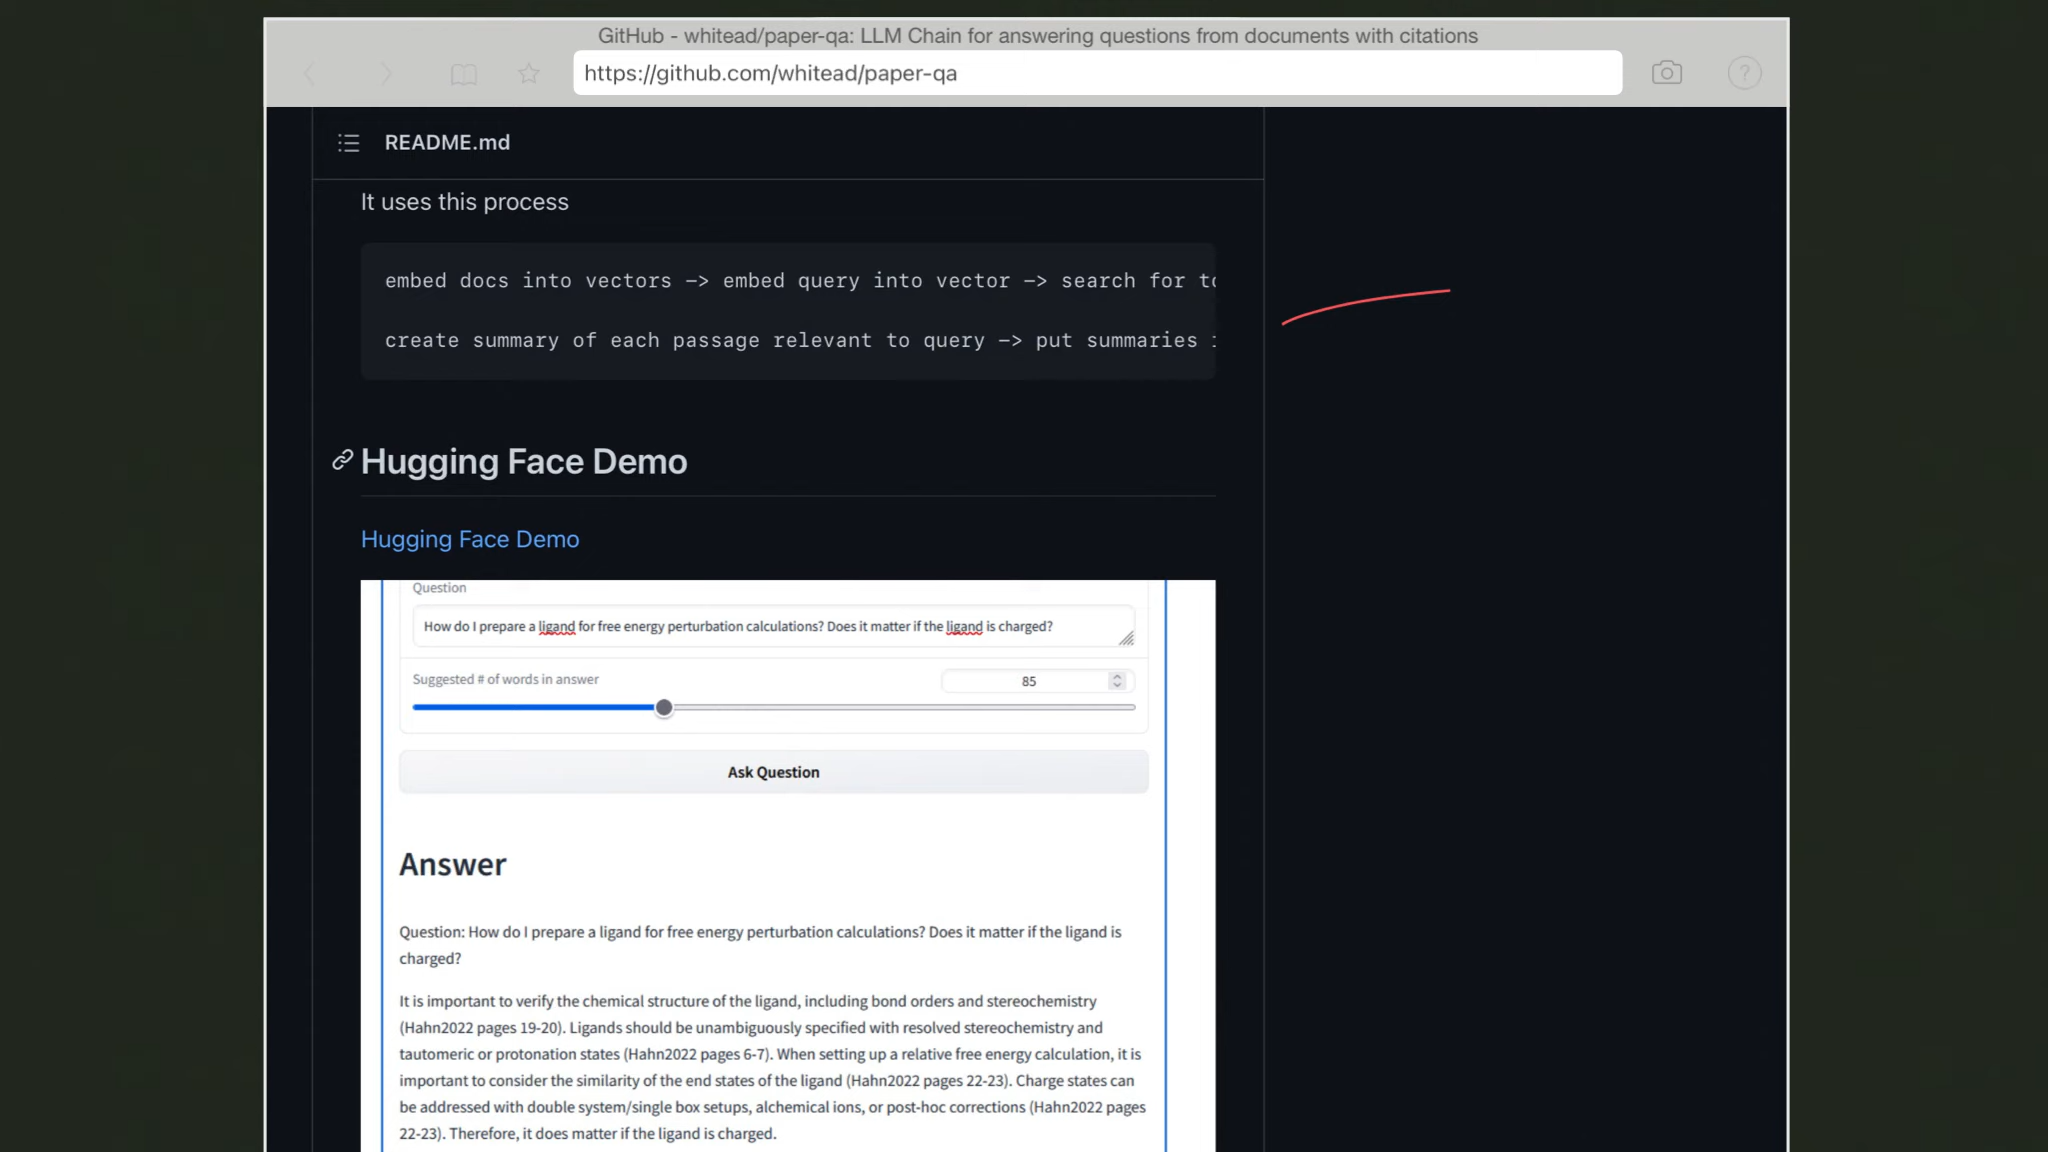 GitHub - whitead/paper-qa: LLM Chain for answering questions from documents with citations
https://github.com/whitead/paper-qa
?
README.md
It uses this process
embed docs into vectors -> embed query into vector -> search for
create summary of each passage relevant to query -> put summaries
Hugging Face Demo
Hugging Face Demo
Question
How do I prepare a ligand for free energy perturbation calculations? Does it matter if the ligand is charged?
Suggested # of words in answer
85
Ask Question
Answer
Question: How do I prepare a ligand for free energy perturbation calculations? Does it matter if the ligand is
charged?
It is important to verify the chemical structure of the ligand, including bond orders and stereochemistry
(Hahn2022 pages 19-20). Ligands should be unambiguously specified with resolved stereochemistry and
tautomeric or protonation states (Hahn2022 pages 6-7). When setting up a relative free energy calculation, it is
important to consider the similarity of the end states of the ligand (Hahn2022 pages 22-23). Charge states can
be addressed with double system/single box setups, alchemical ions, or post-hoc corrections (Hahn2022 pages
22-23). Therefore, it does matter if the ligand is charged.